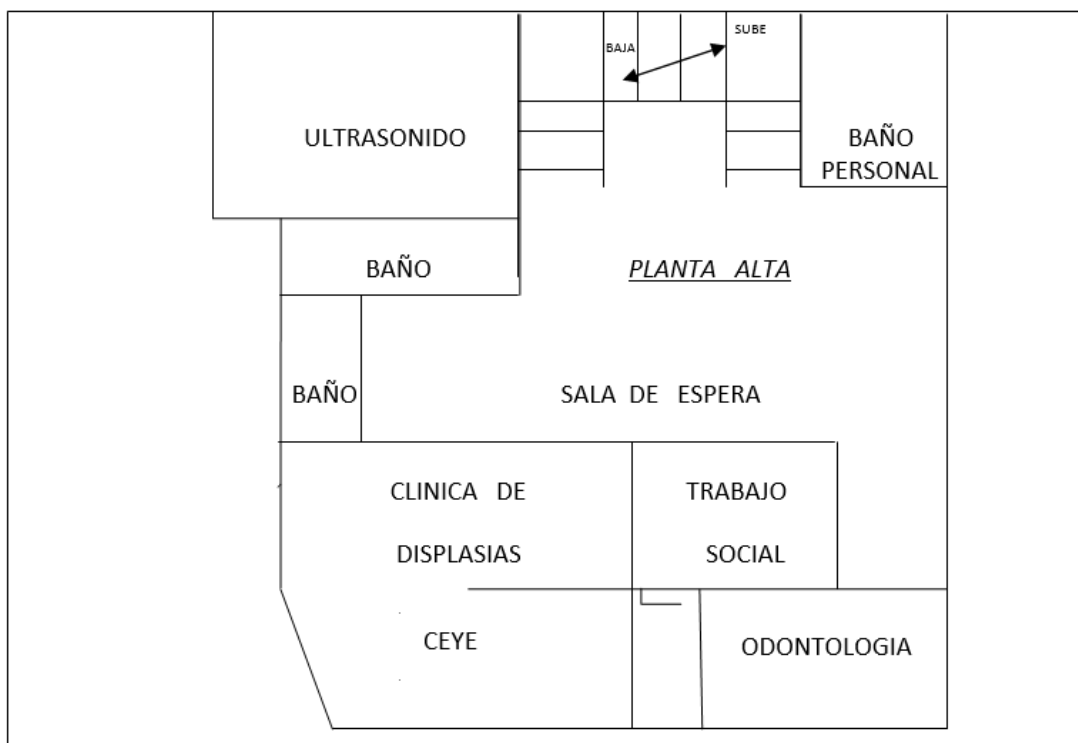 SUBE
BAJA
ULTRASONIDO
BAÑO
PERSONAL
BAÑO
PLANTA ALTA
BAÑO
SALA DE ESPERA
CLINICA DE
DISPLASIAS
TRABAJO
SOCIAL
CEYE
ODONTOLOGIA